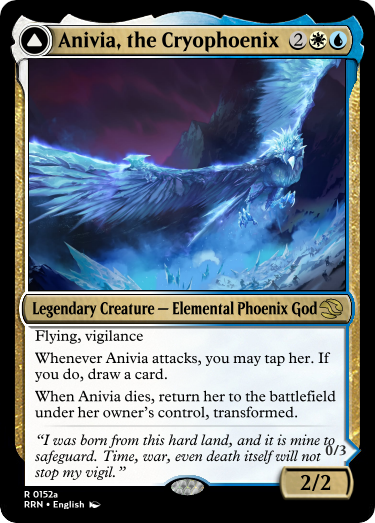 Anivia, the Cryophoenix 2
Legendary Creature — Elemental Phoenix God
Flying, vigilance
Whenever Anivia attacks, you may tap her. If
you do, draw a card.
When Anivia dies, return her to the battlefield
under her owner's control, transformed.
“I was born from this hard land, and it is mine to
safeguard. Time, war, even death itself will not
stop my vigil.”
0/3
2/2
R 0152a
RRN • English